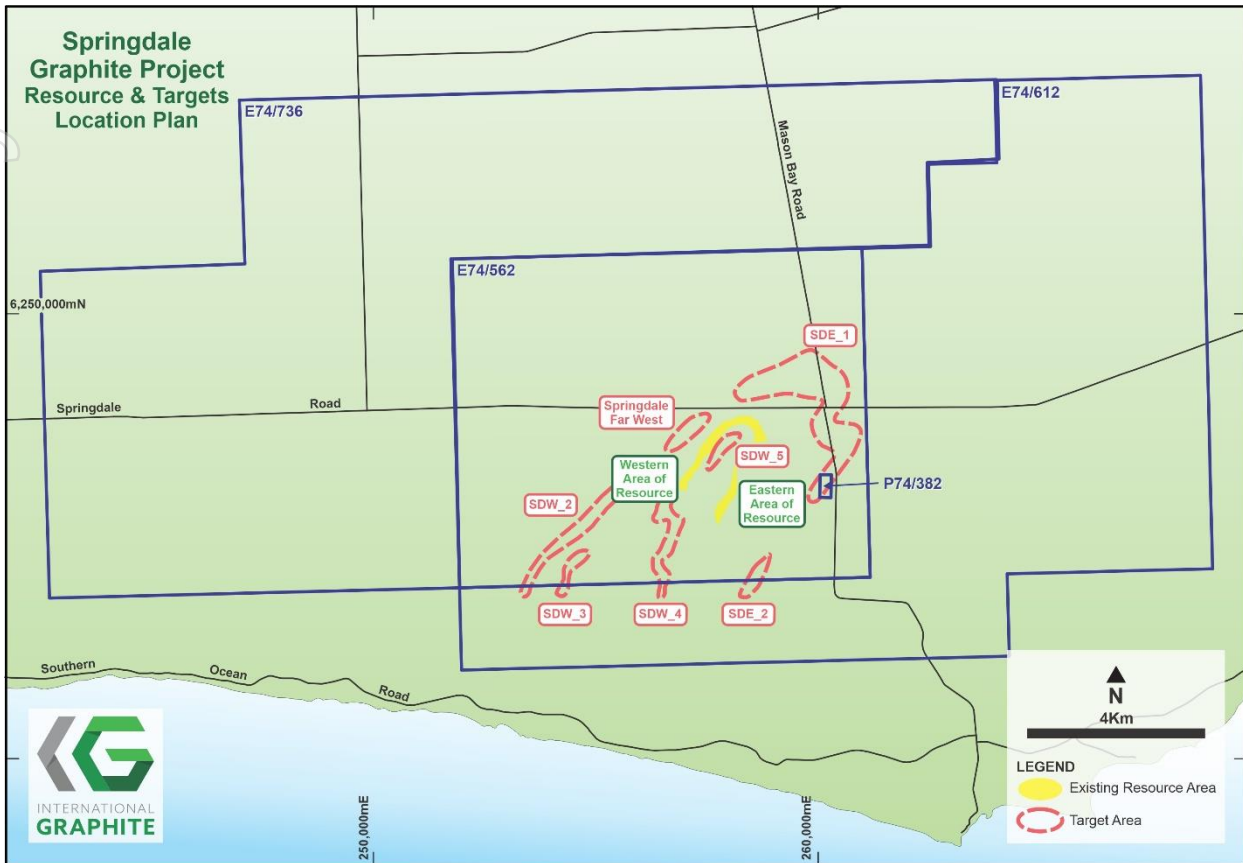 Springdale
Graphite Project
Resource & Targets
Location Plan
E74/736
E74/612
Mason Bay Road
E74/562
6,250,000mN
SDE_1
Springdale Road
Springdale
Far West
SDW_5
Western
Area of
Resource
Eastern
Area of
Resource
P74/382
SDW_2
SDW_3
SDW_4
SDE_2
Southern Ocean Road
N
4Km
LEGEND
Existing Resource Area
Target Area
INTERNATIONAL
GRAPHITE
250,000mE
260,000mE